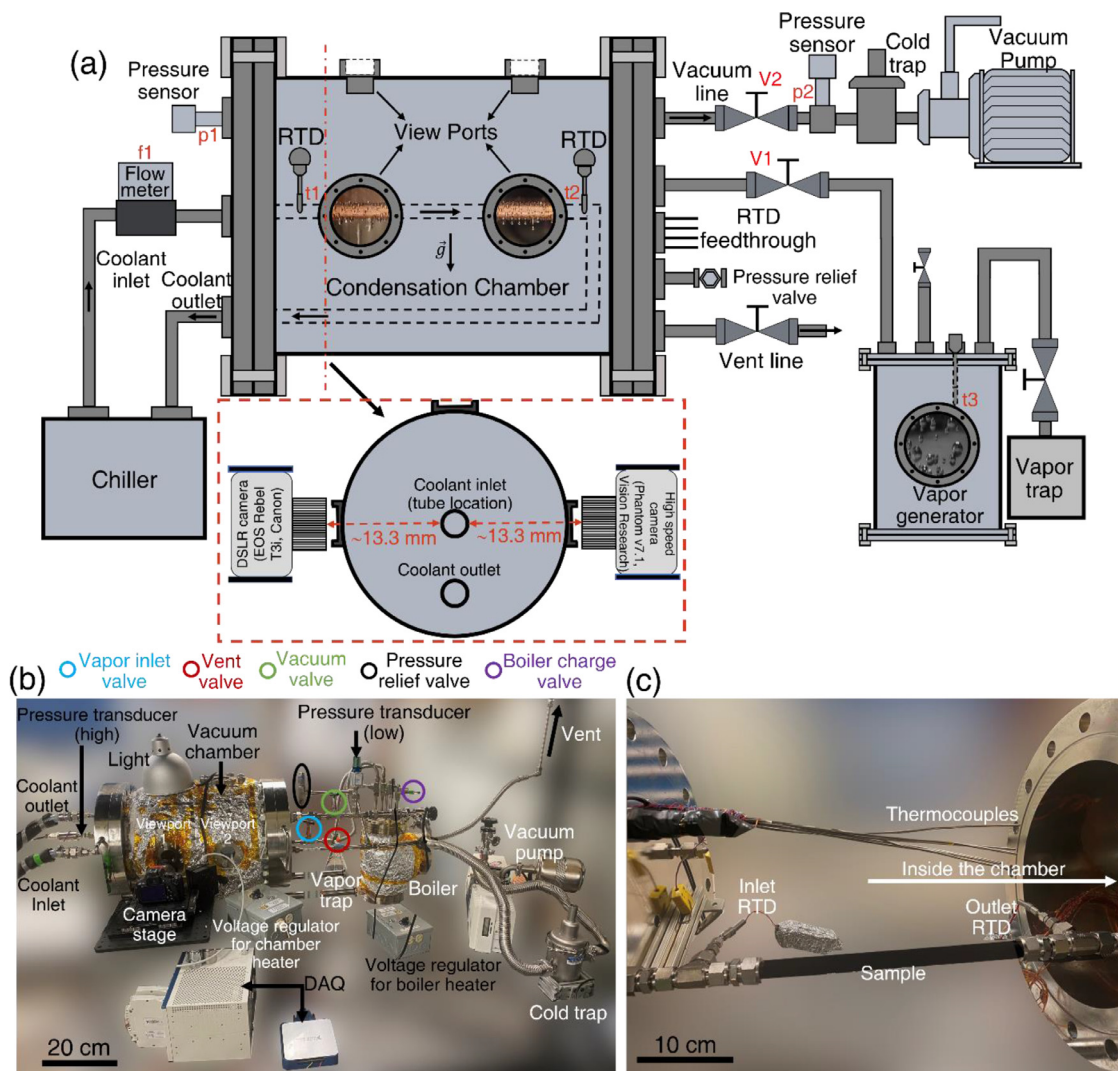 (a)
Pressure
sensor
p1
f1
Flow
meter
Coolant
inlet
Coolant
outlet
Chiller
RTD
t1
View Ports
RTD
t2
g
Condensation Chamber
Vacuum
line
V2
Pressure
sensor
p2
Cold
trap
Vacuum
Pump
V1
RTD
feedthrough
Pressure relief
valve
Vent line
t3
Vapor
generator
Vapor
trap
DSLR camera
(EOS Rebel
T3i, Canon)
Coolant inlet
(tube location)
~13.3 mm
~13.3 mm
Coolant outlet
High speed
camera
(Phantom v7.1,
Vision Research)
Vapor inlet
valve
Vent
valve
Vacuum
valve
Pressure
relief valve
Boiler charge
valve
(b)
Pressure transducer
(high)
Vacuum
chamber
Light
Pressure transducer
(low)
Vent
Coolant
outlet
Viewport
Viewport
2
Coolant
Inlet
Camera
stage
Vapor
trap
Boiler
Vacuum
pump
Voltage regulator
for chamber
heater
Voltage regulator
for boiler heater
DAQ
Cold trap
20 cm
(c)
Thermocouples
Inside the chamber
Inlet
RTD
Outlet
RTD
Sample
10 cm